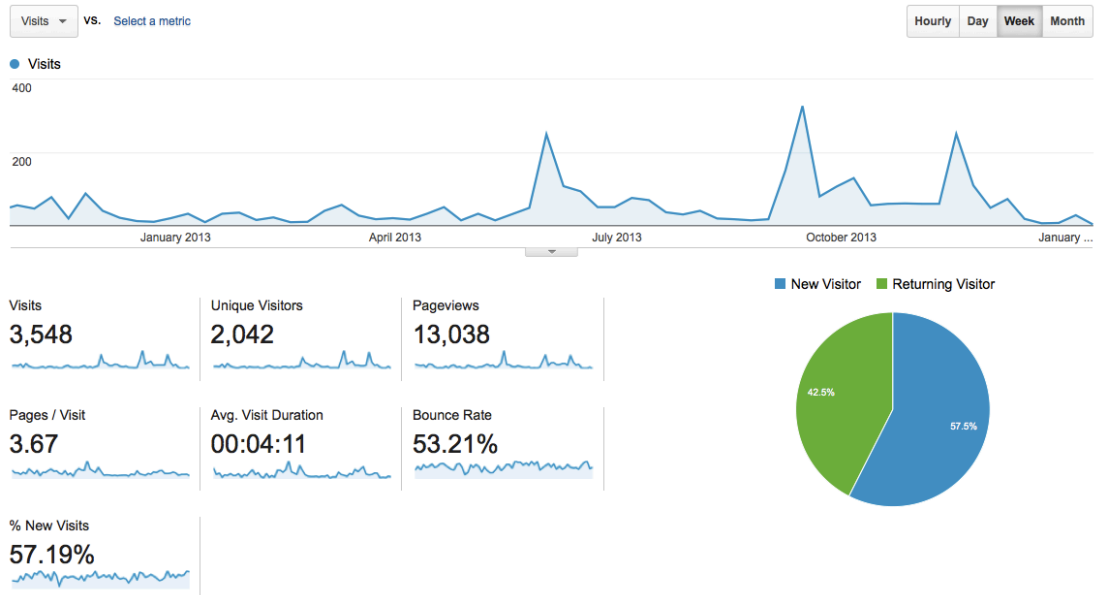 Visits VS. Select a metric
Hourly Day Week Month
Visits
400
200
January 2013 April 2013 July 2013 October 2013 January ...
New Visitor Returning Visitor
Visits Unique Visitors Pageviews
3,548 2,042 13,038
42.5%
57.5%
Pages / Visit Avg. Visit Duration Bounce Rate
3.67 00:04:11 53.21%
% New Visits
57.19%